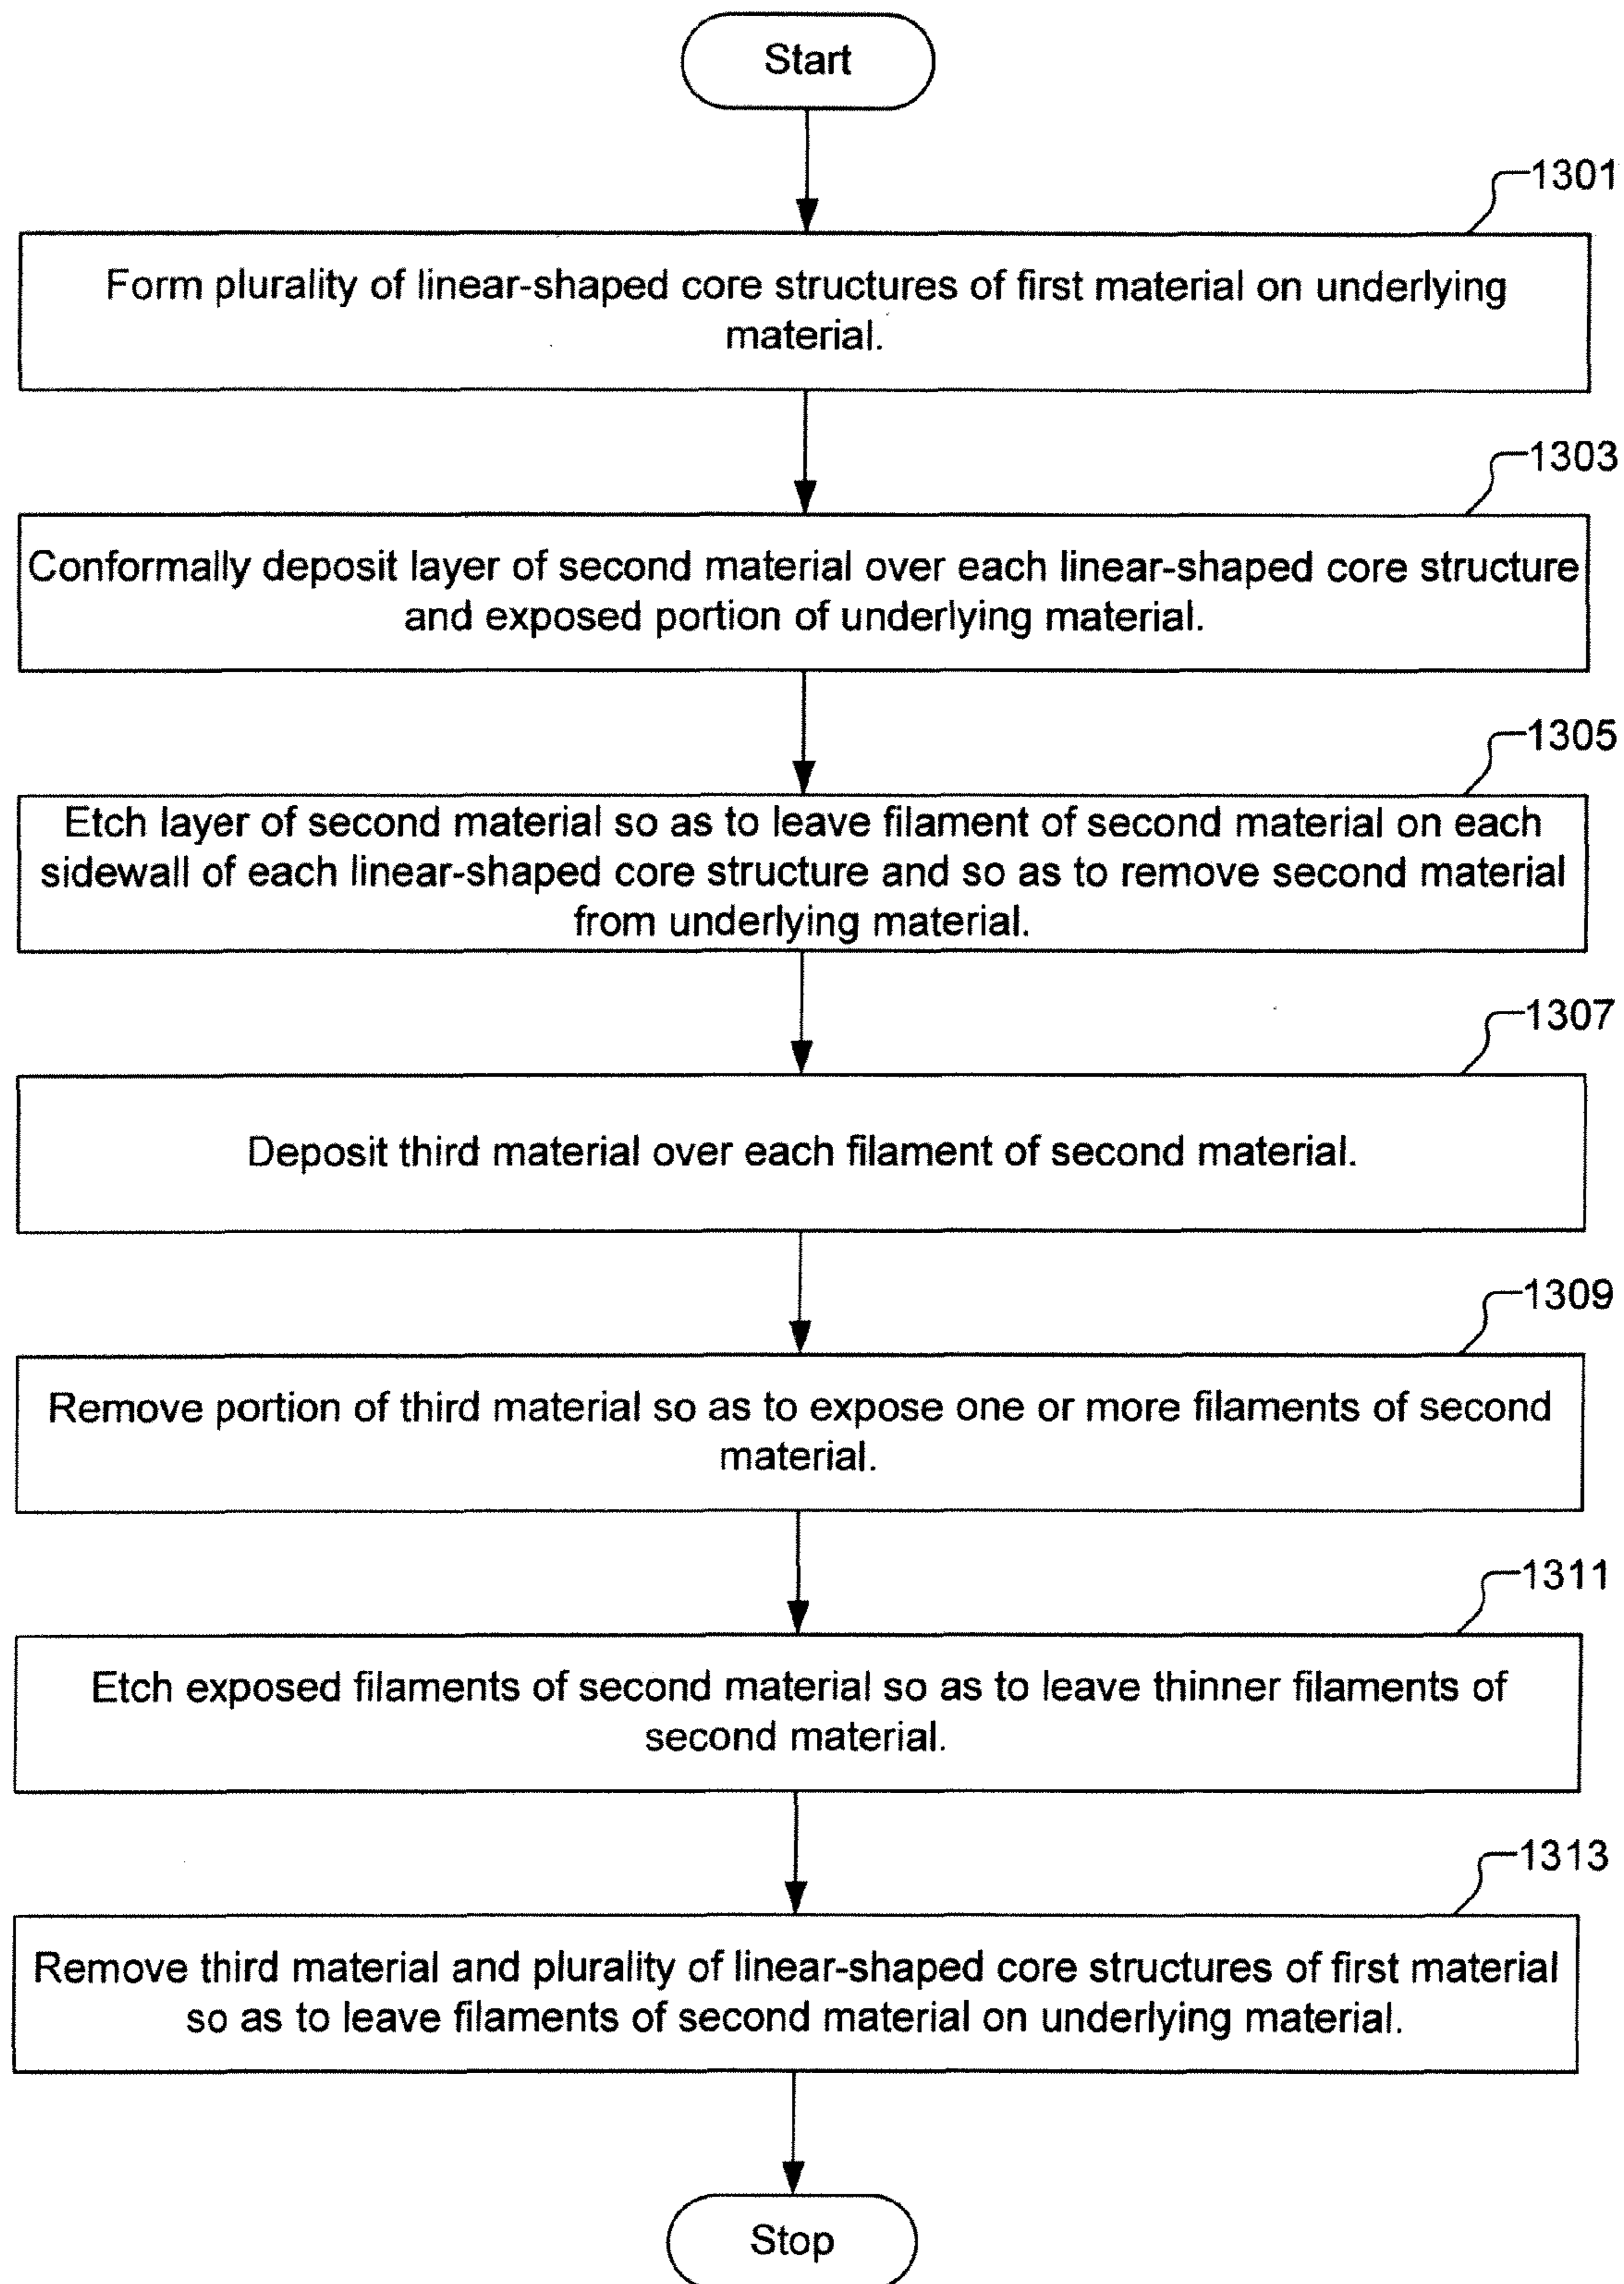 Start
1301
Form plurality of linear-shaped core structures of first material on underlying
material.
1303
Conformally deposit layer of second material over each linear-shaped core structure
and exposed portion of underlying material.
1305
Etch layer of second material so as to leave filament of second material on each
sidewall of each linear-shaped core structure and so as to remove second material
from underlying material.
1307
Deposit third material over each filament of second material.
1309
Remove portion of third material so as to expose one or more filaments of second
material.
1311
Etch exposed filaments of second material so as to leave thinner filaments of
second material.
1313
Remove third material and plurality of linear-shaped core structures of first material
so as to leave filaments of second material on underlying material.
Stop